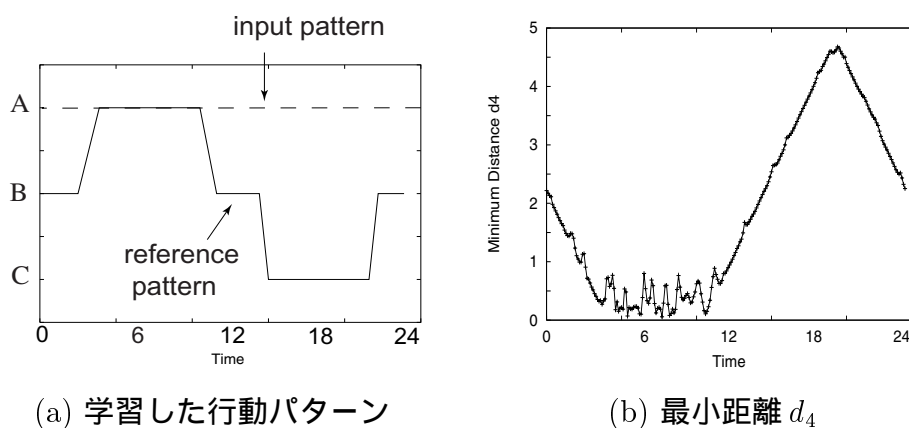 input pattern
A
B
C
reference
pattern
0 6 12 18 24
Time
(a) 学習した行動パターン
5
4
3
2
1
0
Minimum Distance d4
0 6 12 18 24
Time
(b) 最小距離 d4